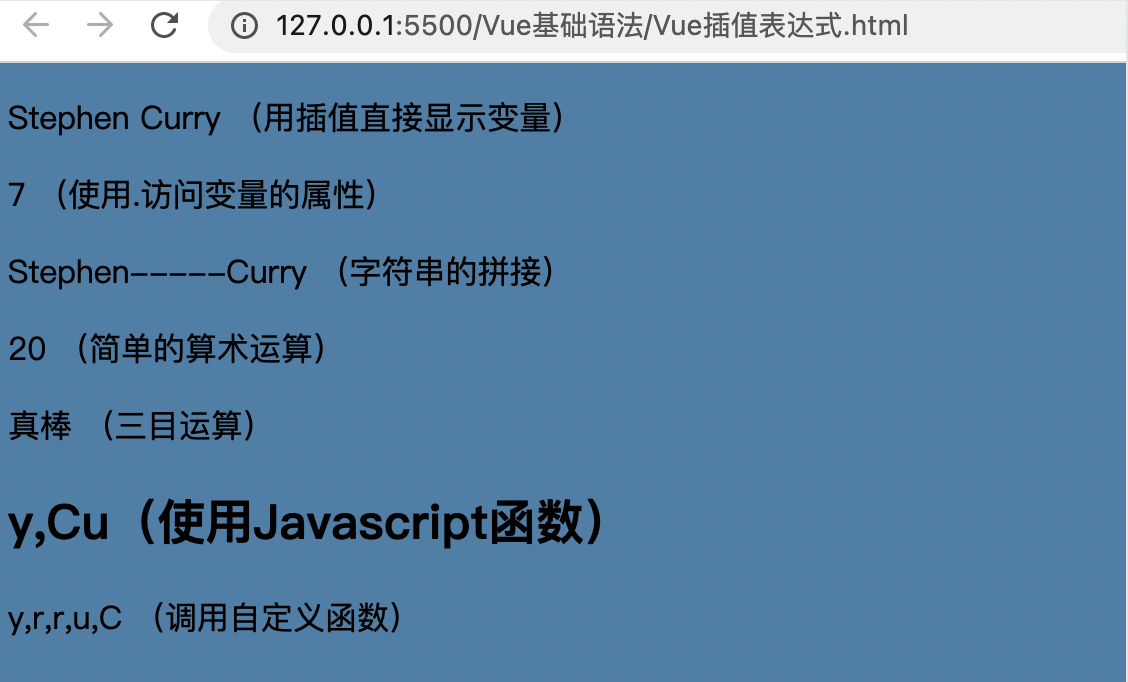 127.0.0.1:5500/Vue基础语法/Vue插值表达式.html
Stephen Curry （用插值直接显示变量）
7 （使用.访问变量的属性）
Stephen-----Curry （字符串的拼接）
20 （简单的算术运算）
真棒 （三目运算）
y,Cu（使用Javascript函数）
y,r,r,u,C （调用自定义函数）